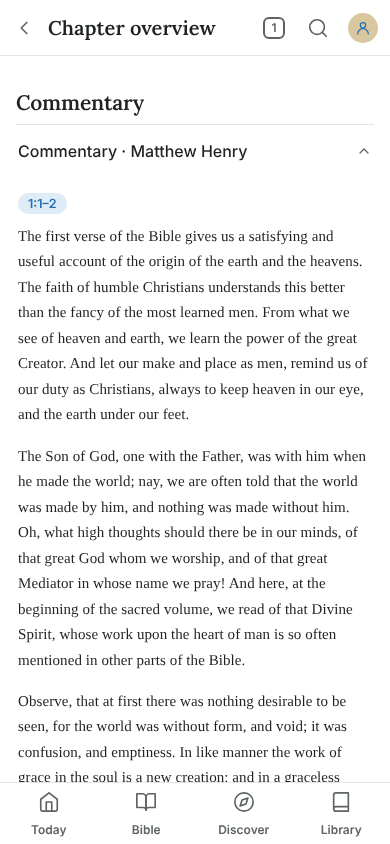 Chapter overview
1
Commentary
Commentary · Matthew Henry
1:1–2
The first verse of the Bible gives us a satisfying and
useful account of the origin of the earth and the heavens.
The faith of humble Christians understands this better
than the fancy of the most learned men. From what we
see of heaven and earth, we learn the power of the great
Creator. And let our make and place as men, remind us of
our duty as Christians, always to keep heaven in our eye,
and the earth under our feet.
The Son of God, one with the Father, was with him when
he made the world; nay, we are often told that the world
was made by him, and nothing was made without him.
Oh, what high thoughts should there be in our minds, of
that great God whom we worship, and of that great
Mediator in whose name we pray! And here, at the
beginning of the sacred volume, we read of that Divine
Spirit, whose work upon the heart of man is so often
mentioned in other parts of the Bible.
Observe, that at first there was nothing desirable to be
seen, for the world was without form, and void; it was
confusion, and emptiness. In like manner the work of
grace in the soul is a new creation: and in a graceless
Today
Bible
Discover
Library